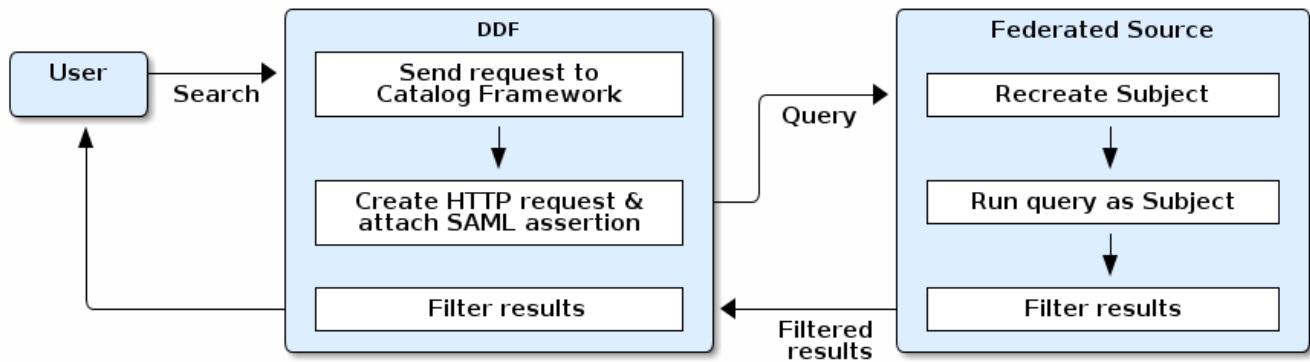 User
Search
DDF
Send request to
Catalog Framework
Create HTTP request &
attach SAML assertion
Filter results
Query
Federated Source
Recreate Subject
Run query as Subject
Filter results
Filtered
results